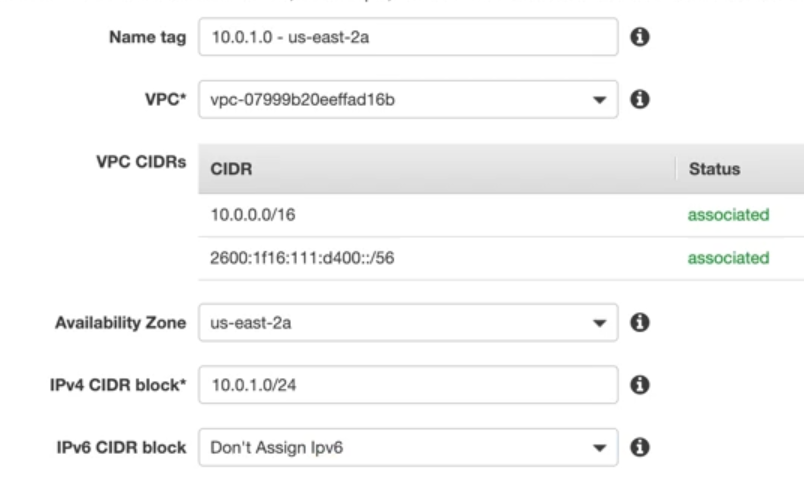 Name tag 10.0.1.0 - us-east-2a
VPC* vpc-07999b20eeffad16b
VPC CIDRs CIDR Status
10.0.0.0/16 associated
2600:1f16:111:d400::/56 associated
Availability Zone us-east-2a
IPv4 CIDR block* 10.0.1.0/24
IPv6 CIDR block Don't Assign Ipv6